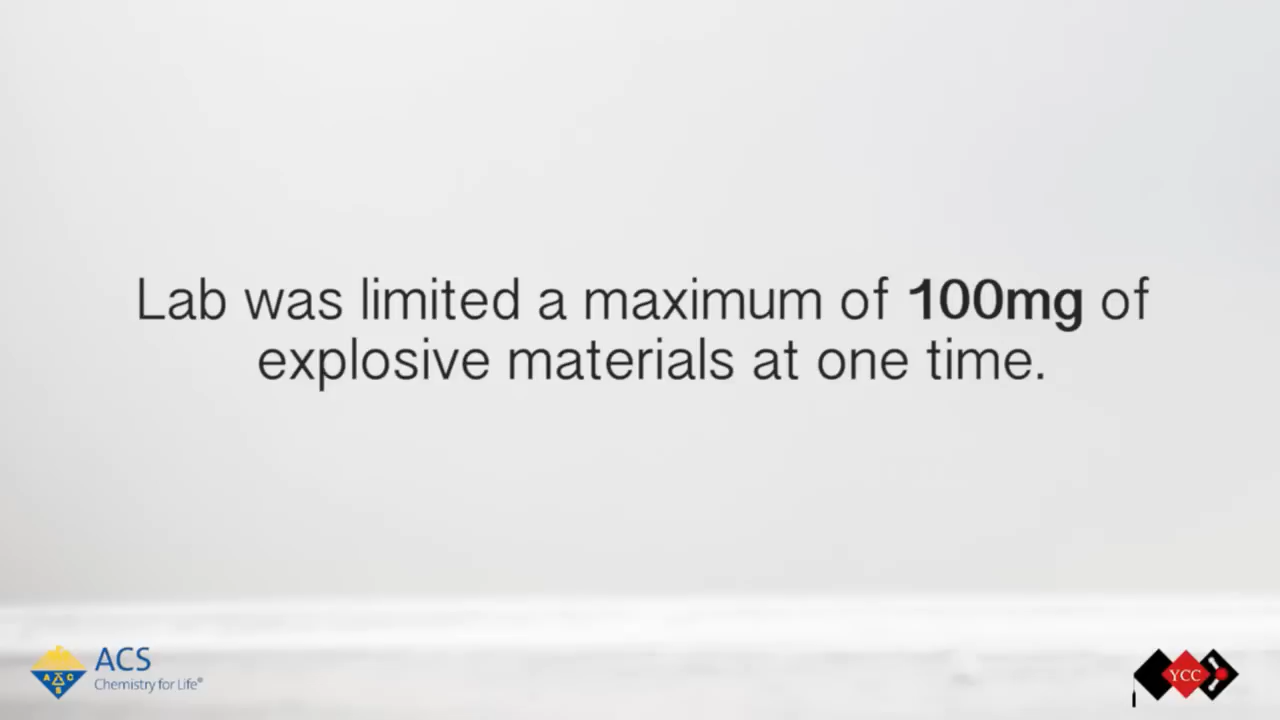 Lab was limited a maximum of 100mg of
explosive materials at one time.
ACS
Chemistry for Life®
A C S
YCC